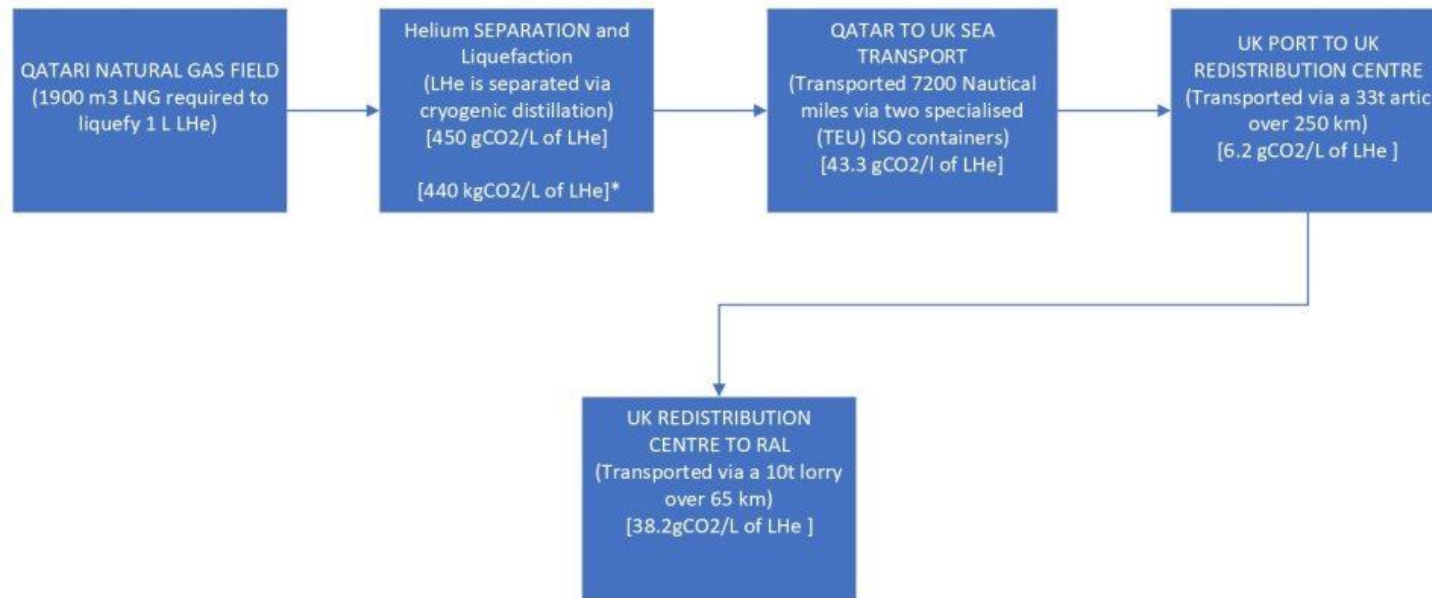 QATARI NATURAL GAS FIELD
(1900 m3 LNG required to
liquefy 1 L LHe)
Helium SEPARATION and
Liquefaction
(LHe is separated via
cryogenic distillation)
[450 gCO2/L of LHe]
[440 kgCO2/L of LHe]*
QATAR TO UK SEA
TRANSPORT
(Transported 7200 Nautical
miles via two specialised
(TEU) ISO containers)
[43.3 gCO2/l of LHe]
UK PORT TO UK
REDISTRIBUTION CENTRE
(Transported via a 33t artic
over 250 km)
[6.2 gCO2/L of LHe ]
UK REDISTRIBUTION
CENTRE TO RAL
(Transported via a 10t lorry
over 65 km)
[38.2gCO2/L of LHe ]